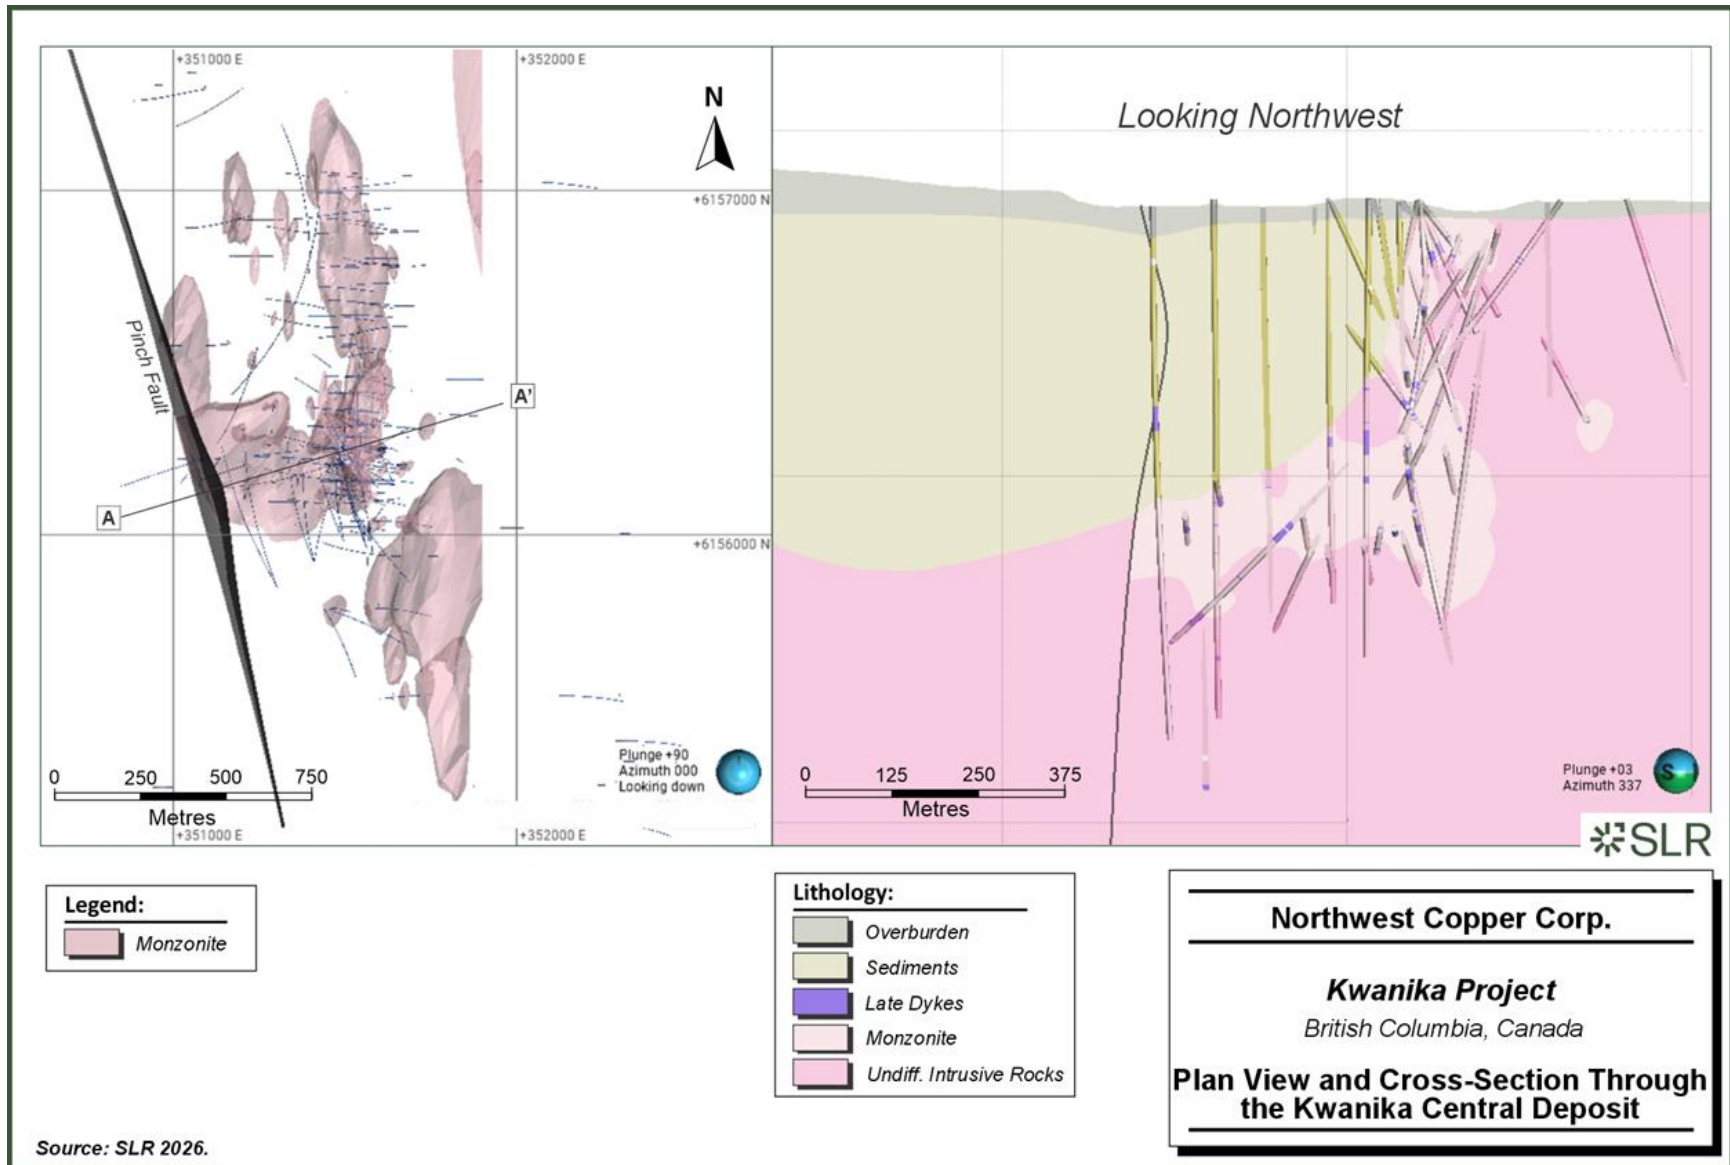 +351000 E
+352000 E
N
+6157000 N
Pinch Fault
A'
A
+6156000 N
Plunge +90
Azimuth 000
Looking down
0 250 500 750
Metres
+351000 E
+352000 E
Looking Northwest
0 125 250 375
Metres
Plunge +03
Azimuth 337
S
SLR
Legend:
Monzonite
Lithology:
Overburden
Sediments
Late Dykes
Monzonite
Undiff. Intrusive Rocks
Northwest Copper Corp.
Kwanika Project
British Columbia, Canada
Plan View and Cross-Section Through
the Kwanika Central Deposit
Source: SLR 2026.